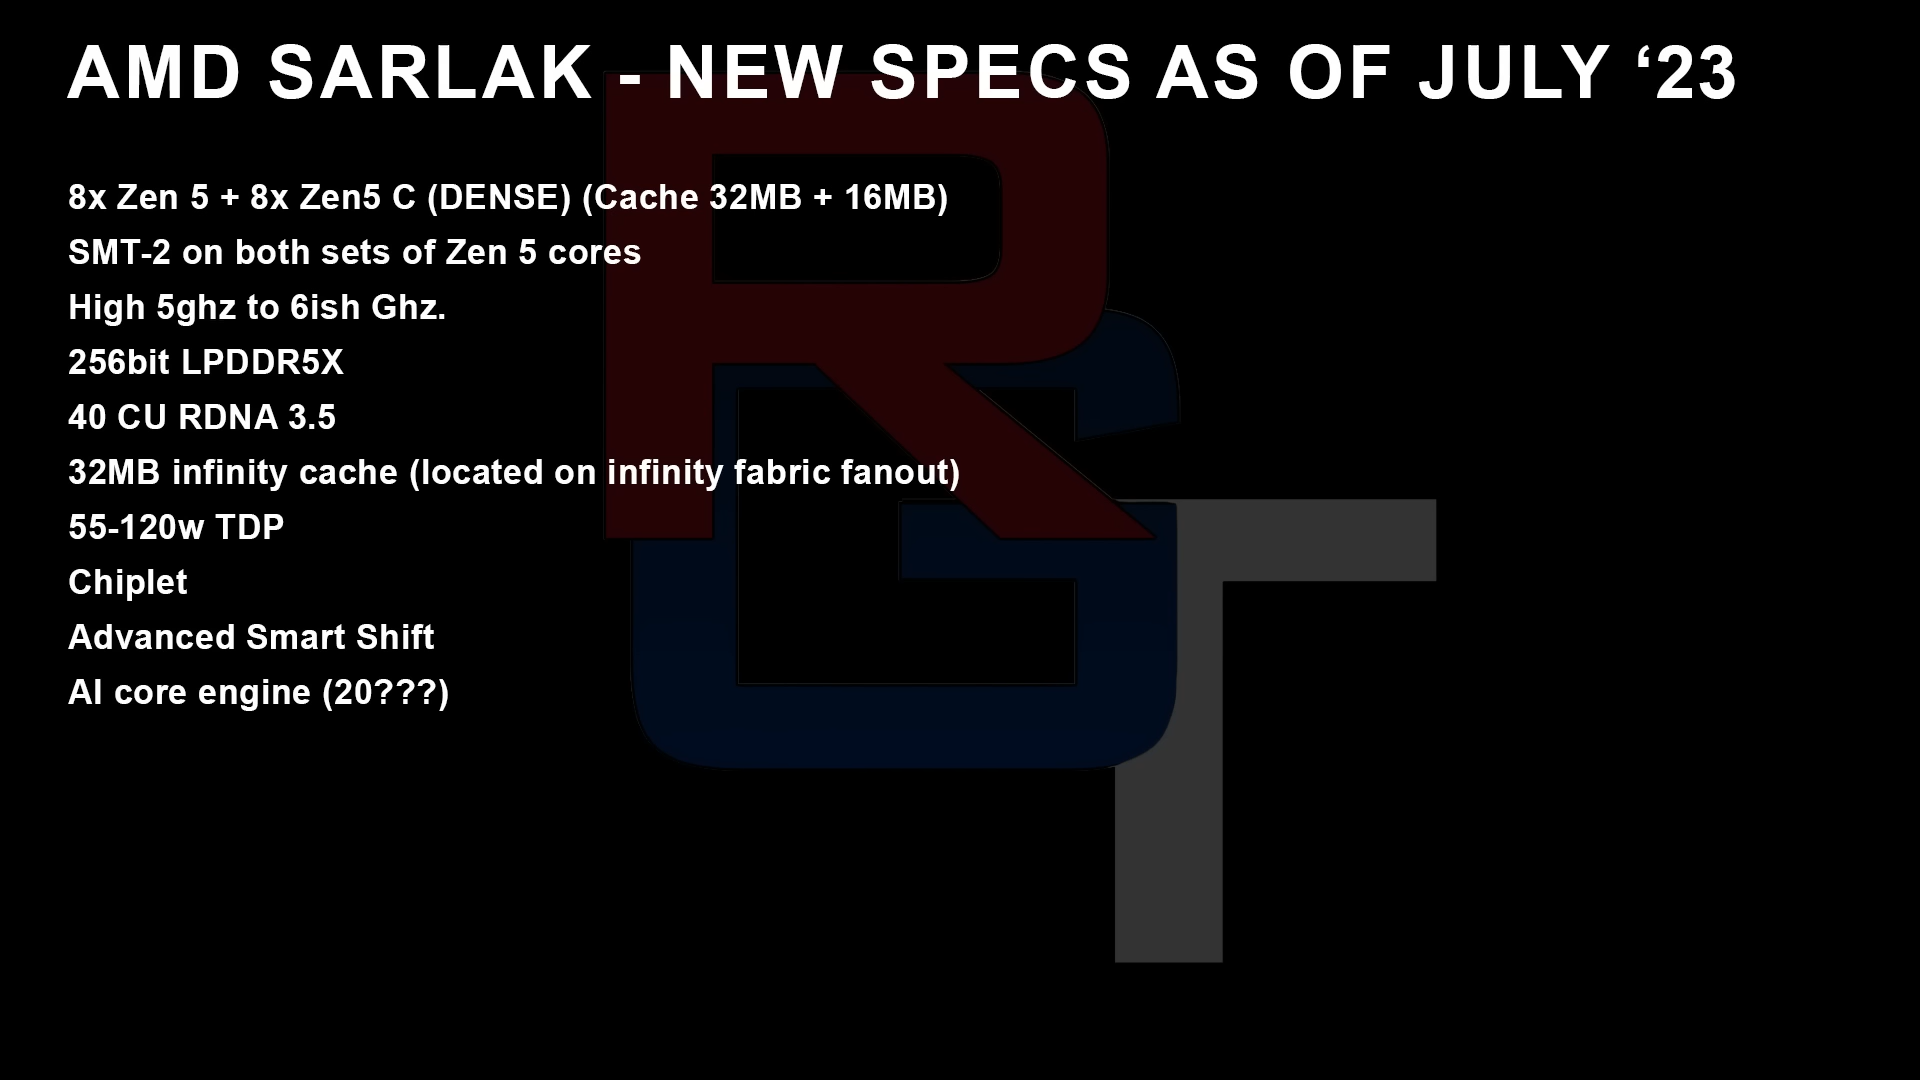 AMD SARLAK - NEW SPECS AS OF JULY ‘23
8x Zen 5 + 8x Zen5 C (DENSE) (Cache 32MB + 16MB)
SMT-2 on both sets of Zen 5 cores
High 5ghz to 6ish Ghz.
256bit LPDDR5X
40 CU RDNA 3.5
32MB infinity cache (located on infinity fabric fanout)
55-120w TDP
Chiplet
Advanced Smart Shift
AI core engine (20???)
RGT